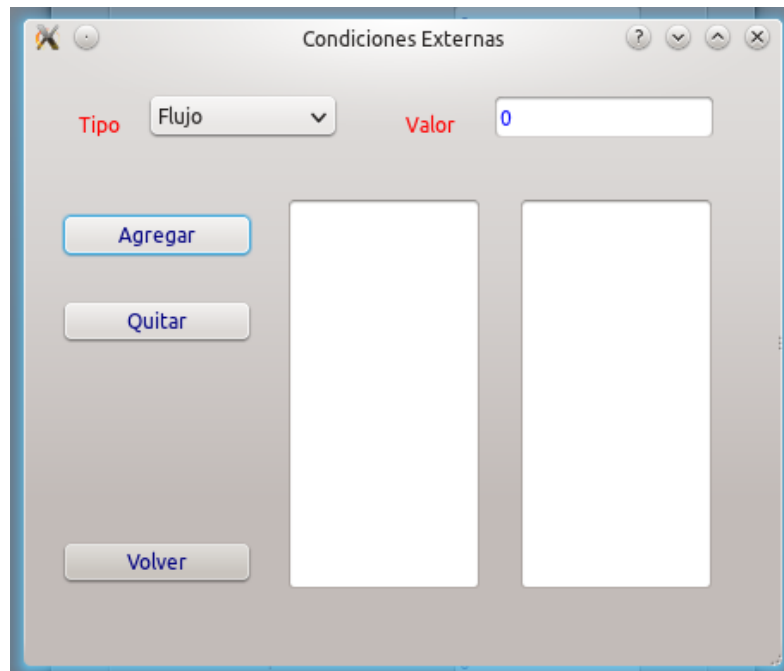 Condiciones Externas
Tipo
Flujo
Valor
0
Agregar
Quitar
Volver